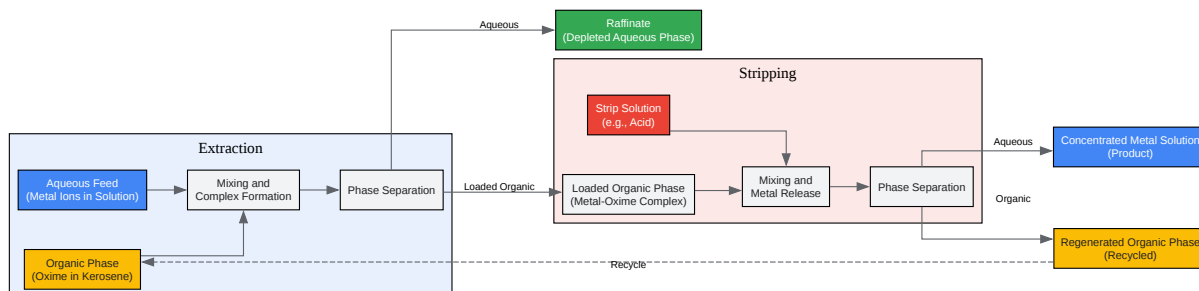 Aqueous
Raffinate
(Depleted Aqueous Phase)
Stripping
Strip Solution
(e.g., Acid)
Extraction
Aqueous Feed
(Metal Ions in Solution)
Mixing and
Complex Formation
Phase Separation
Loaded Organic
Loaded Organic Phase
(Metal-Oxime Complex)
Mixing and
Metal Release
Phase Separation
Aqueous
Concentrated Metal Solution
(Product)
Organic
Organic Phase
(Oxime in Kerosene)
Recycle
Regenerated Organic Phase
(Recycled)